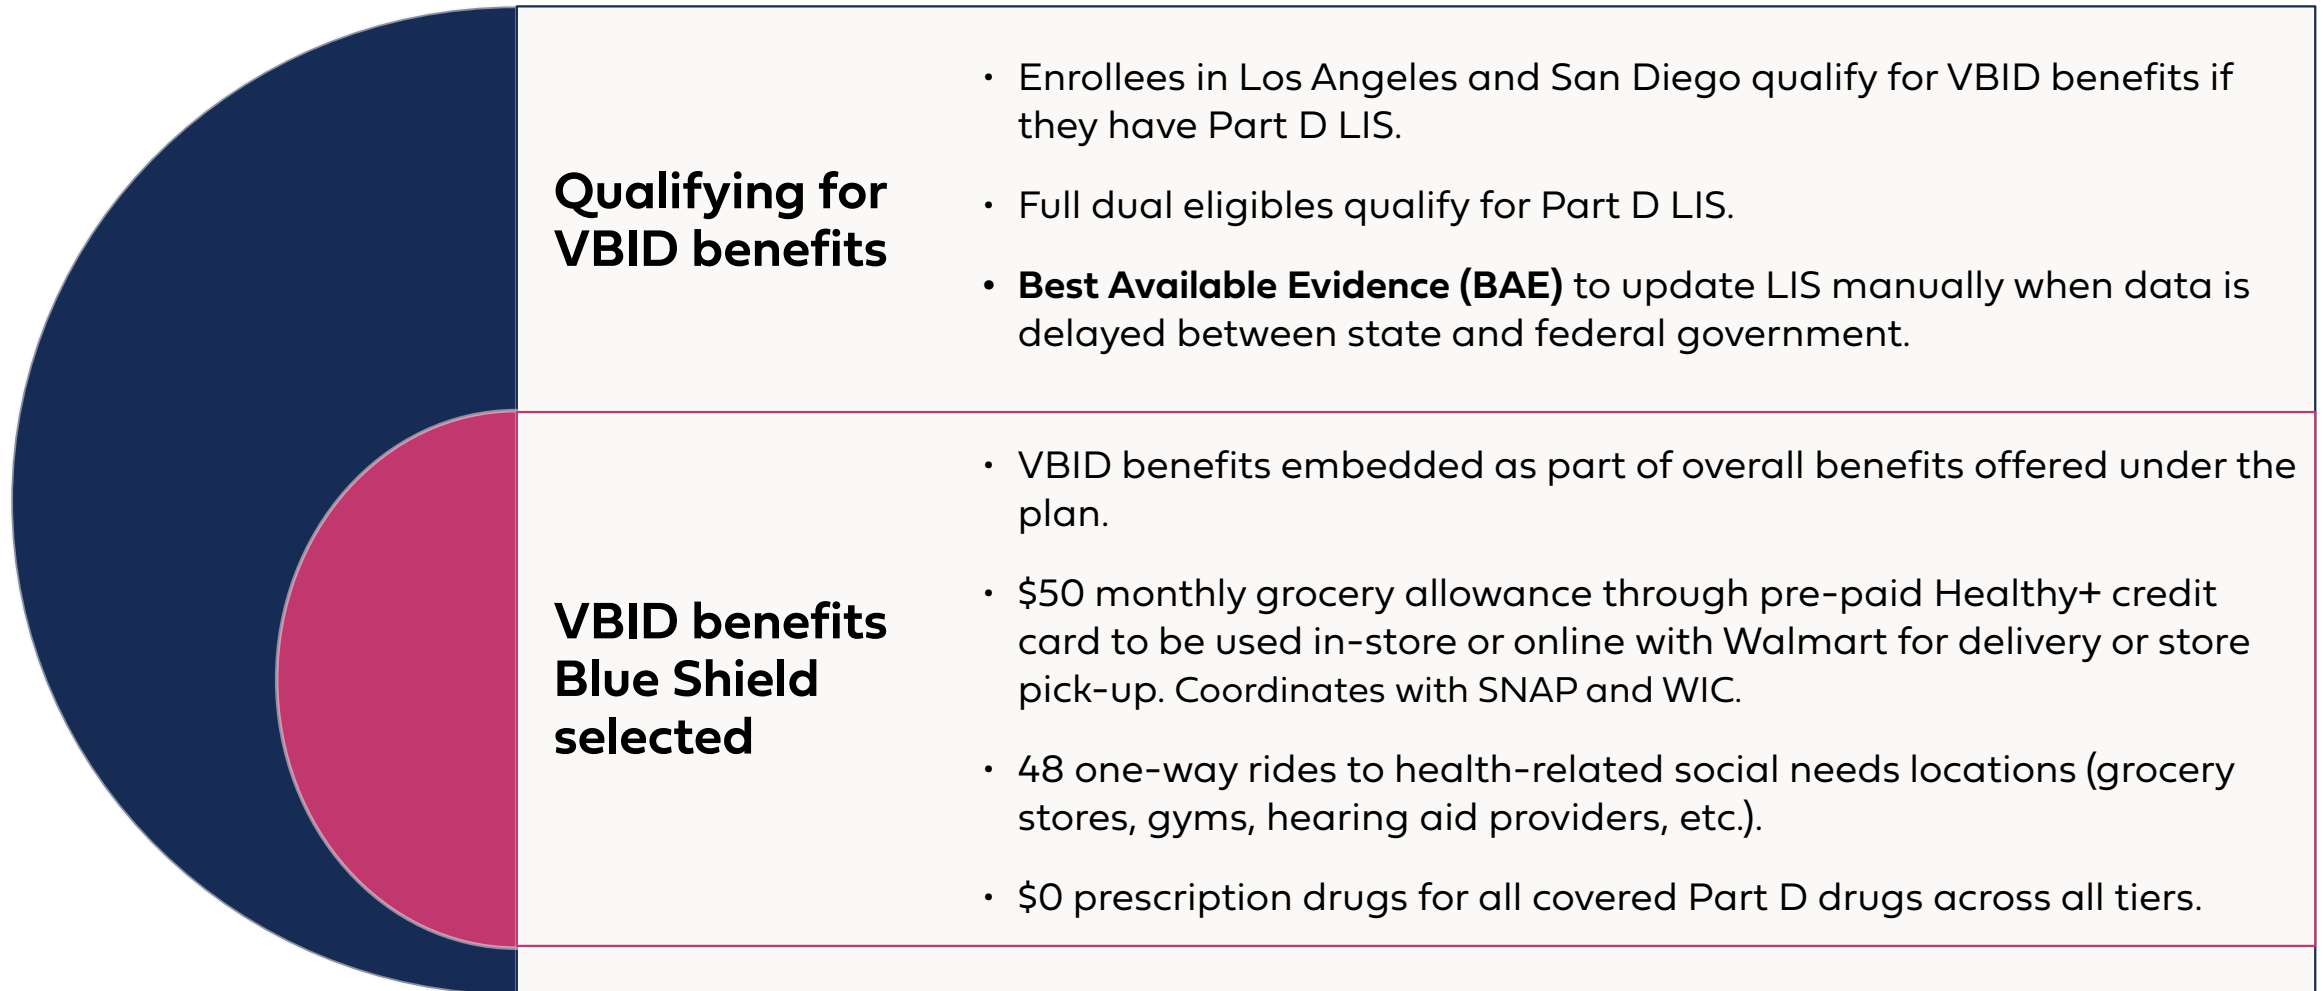 Qualifying for
VBID benefits
• Enrollees in Los Angeles and San Diego qualify for VBID benefits if
they have Part D LIS.
• Full dual eligibles qualify for Part D LIS.
• Best Available Evidence (BAE) to update LIS manually when data is
delayed between state and federal government.
VBID benefits
Blue Shield
selected
• VBID benefits embedded as part of overall benefits offered under the
plan.
• $50 monthly grocery allowance through pre-paid Healthy+ credit
card to be used in-store or online with Walmart for delivery or store
pick-up. Coordinates with SNAP and WIC.
• 48 one-way rides to health-related social needs locations (grocery
stores, gyms, hearing aid providers, etc.).
• $0 prescription drugs for all covered Part D drugs across all tiers.